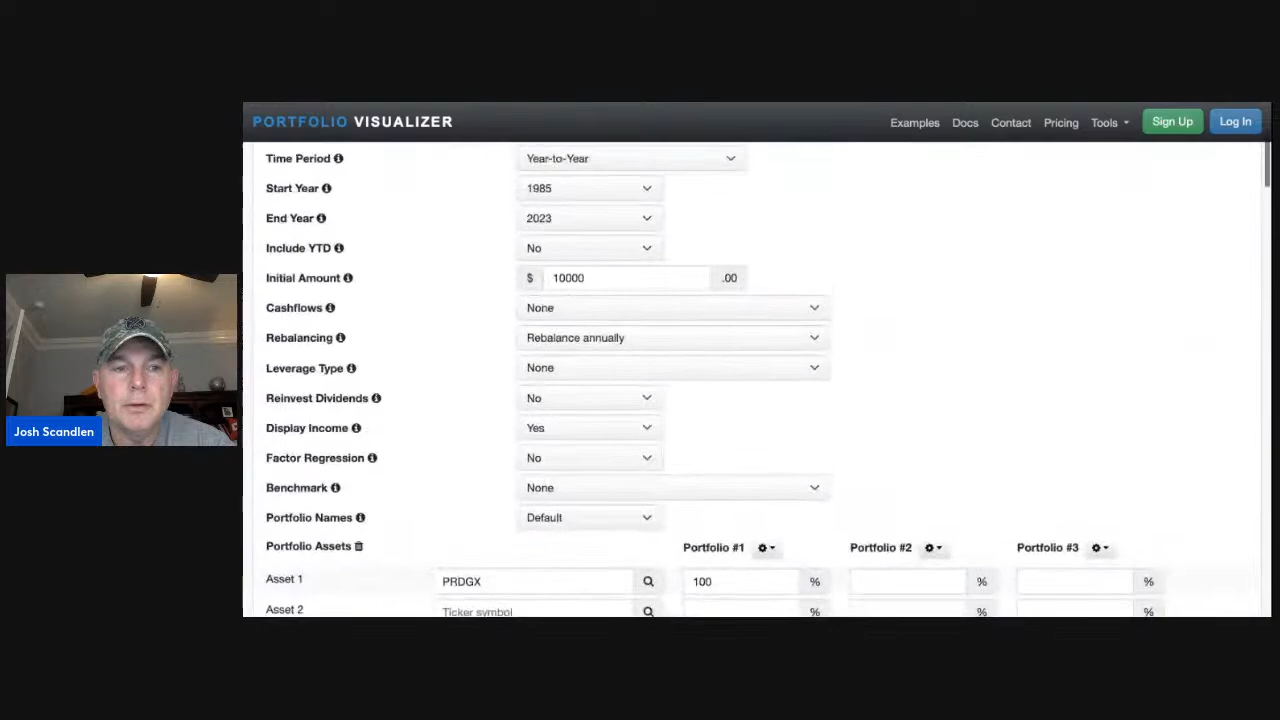 PORTFOLIO VISUALIZER Examples Docs Contact Pricing Tools Sign Up Log In
Time Period Year-to-Year
Start Year 1985
End Year 2023
Include YTD No
Initial Amount $ 10000 .00
Cashflows None
Rebalancing Rebalance annually
Leverage Type None
Reinvest Dividends No
Display Income Yes
Factor Regression No
Benchmark None
Portfolio Names Default
Portfolio Assets Portfolio #1 Portfolio #2 Portfolio #3
Asset 1 PRDGX 100 % % %
Asset 2 Ticker symbol % % %
Josh Scandlen